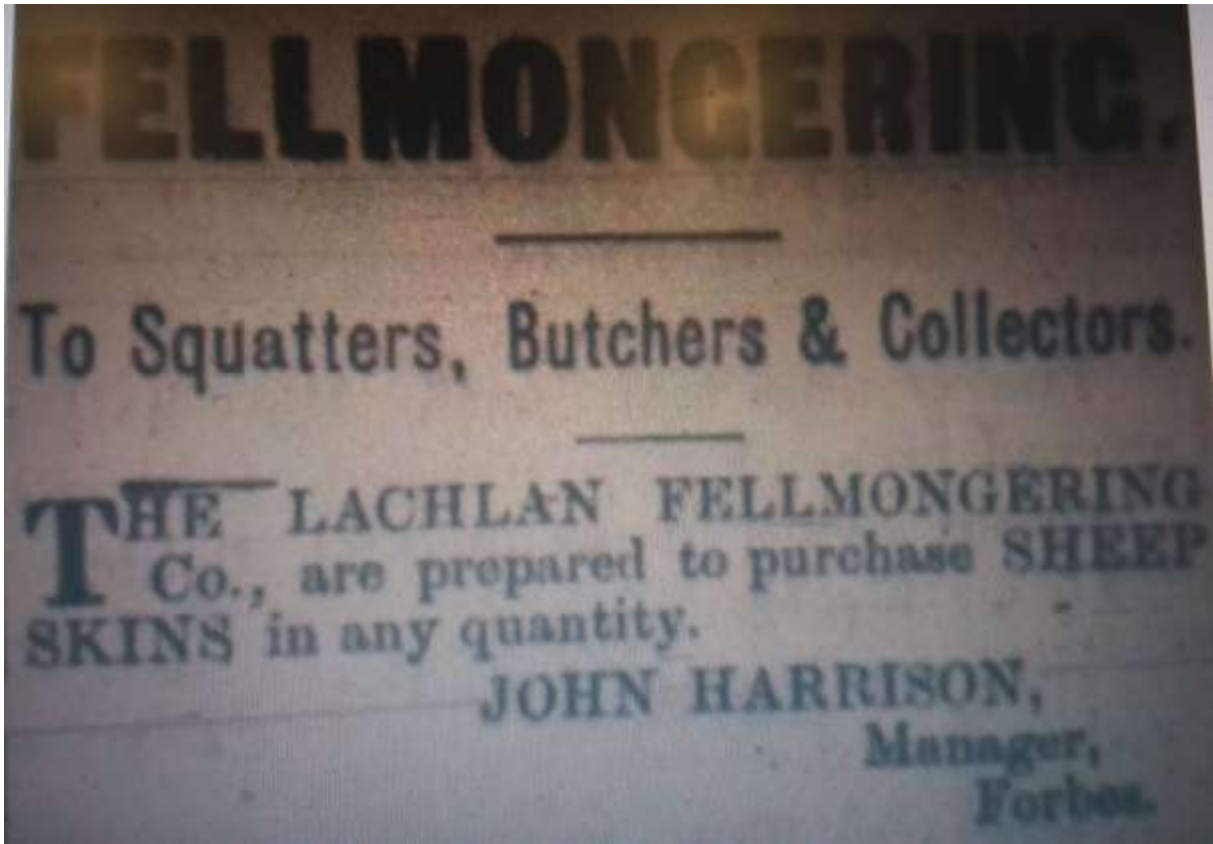 FELLMONGERING.
To Squatters, Butchers & Collectors.
THE LACHLAN FELLMONGERING
Co., are prepared to purchase SHEEP
SKINS in any quantity.
JOHN HARRISON,
Manager,
Forbes.